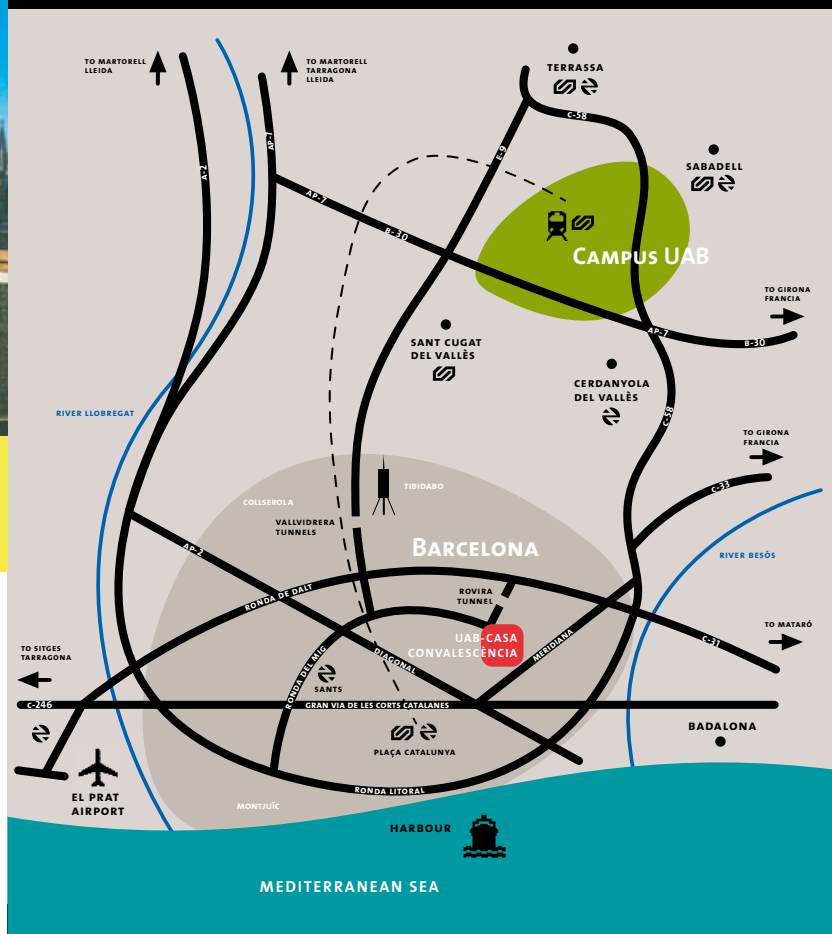 TO MARTORELL
LLEIDA
TO MARTORELL
TARRAGONA
LLEIDA
TERRASSA
C-58
AP-7
E-9
A-2
SABADELL
AP-7
B-30
CAMPUS UAB
TO GIRONA
FRANCIA
AP-7
B-30
SANT CUGAT
DEL VALLÈS
CERDANYOLA
DEL VALLÈS
RIVER LLOBREGAT
C-58
TO GIRONA
FRANCIA
C-33
TIBIDABO
COLLSEROLA
VALLVIDRERA
TUNNELS
BARCELONA
AP-2
RIVER BESÒS
RONDA DE DALT
ROVIRA
TUNNEL
TO MATARÓ
UAB-CASA
CONVALESCÈNCIA
MERIDIANA
C-31
TO SITGES
TARRAGONA
RONDA DEL MIG
DIAGONAL
SANTS
C-246
GRAN VIA DE LES CORTS CATALANES
BADALONA
PLAÇA CATALUNYA
EL PRAT
AIRPORT
RONDA LITORAL
MONTJUÏC
HARBOUR
MEDITERRANEAN SEA